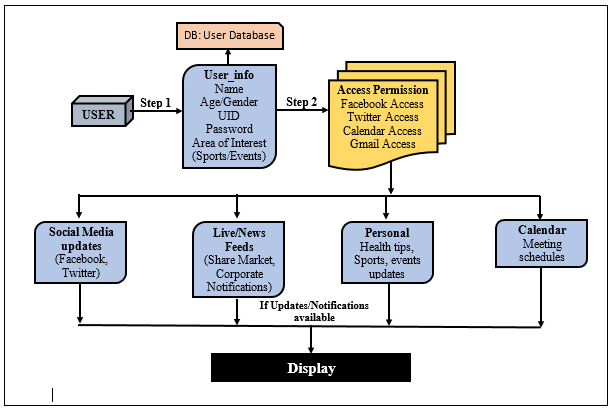 DB: User Database
User_info
Name
Age/Gender
UID
Password
Area of Interest
(Sports/Events)
USER
Step 1
Step 2
Access Permission
Facebook Access
Twitter Access
Calendar Access
Gmail Access
Social Media
updates
(Facebook,
Twitter)
Live/News
Feeds
(Share Market,
Corporate
Notifications)
Personal
Health tips,
Sports, events
updates
Calendar
Meeting
schedules
If Updates/Notifications
available
Display